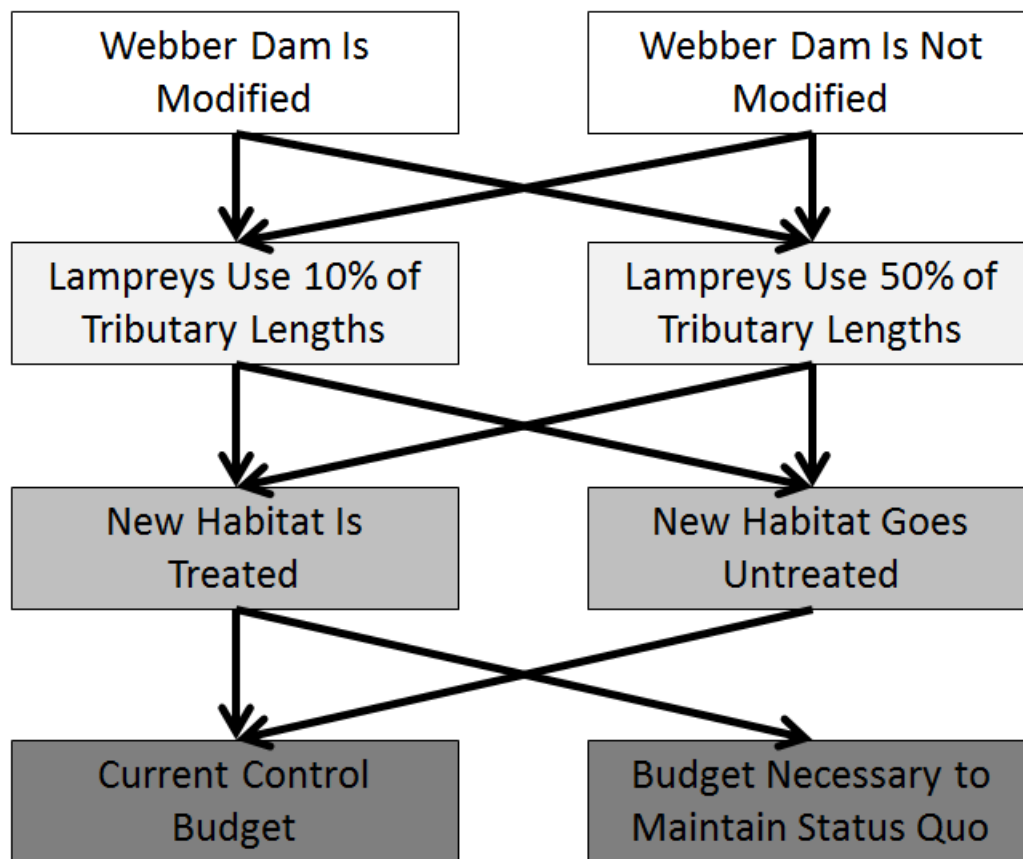 Webber Dam Is
Modified
Webber Dam Is Not
Modified
Lampreys Use 10% of
Tributary Lengths
Lampreys Use 50% of
Tributary Lengths
New Habitat Is
Treated
New Habitat Goes
Untreated
Current Control
Budget
Budget Necessary to
Maintain Status Quo